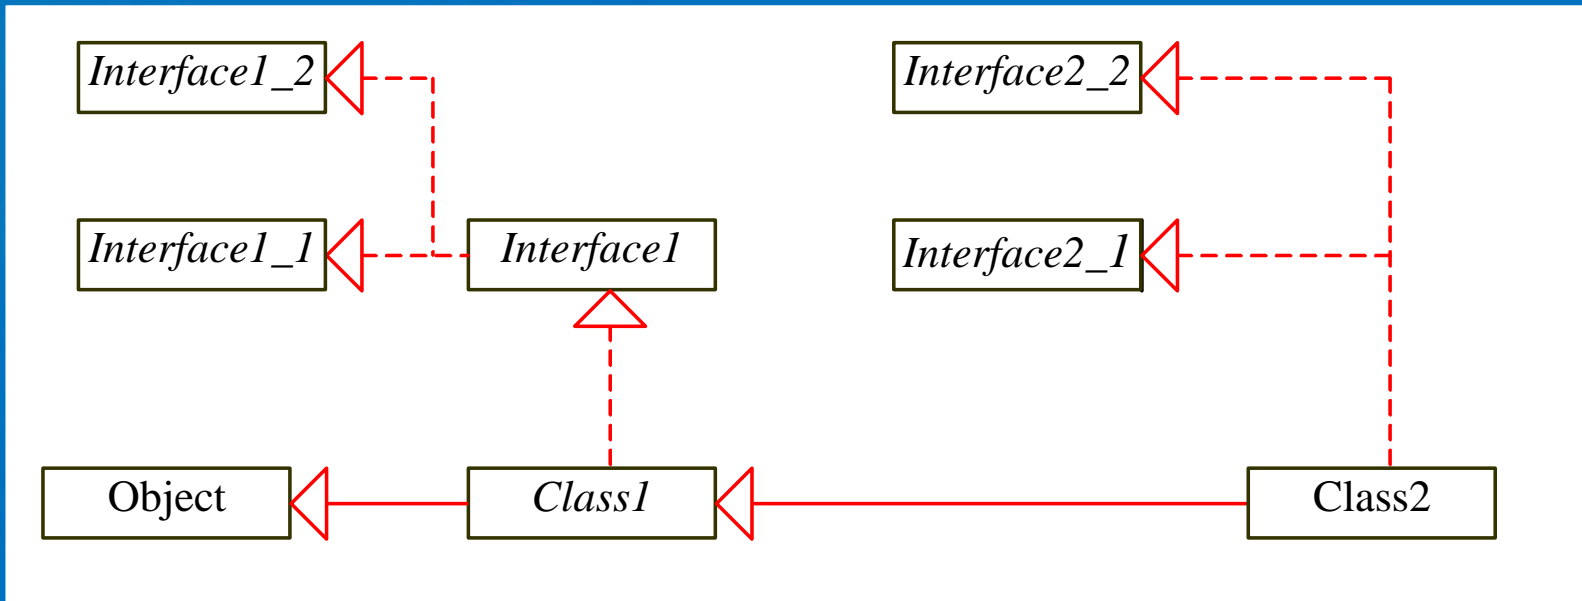 Interface1_2
Interface2_2
Interface1_1
Interface1
Interface2_1
Object
Class1
Class2